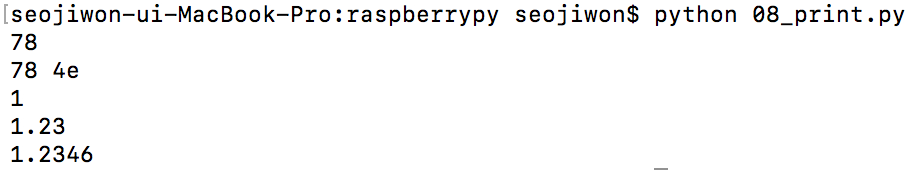 [seojiwon-ui-MacBook-Pro:raspberrypy seojiwon$ python 08_print.py
78
78 4e
1
1.23
1.2346